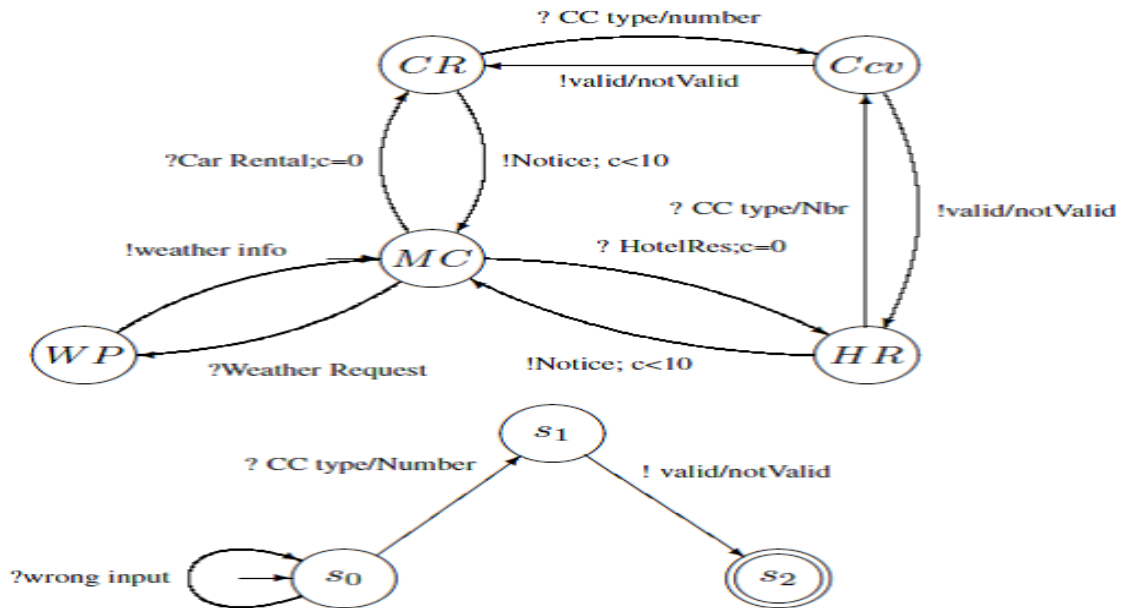 ? CC type/number
CR
Ccv
!valid/notValid
?Car Rental;c=0
!Notice; c<10
? CC type/Nbr
!valid/notValid
!weather info
MC
? HotelRes;c=0
WP
HR
?Weather Request
!Notice; c<10
s1
? CC type/Number
! valid/notValid
?wrong input
s0
s2